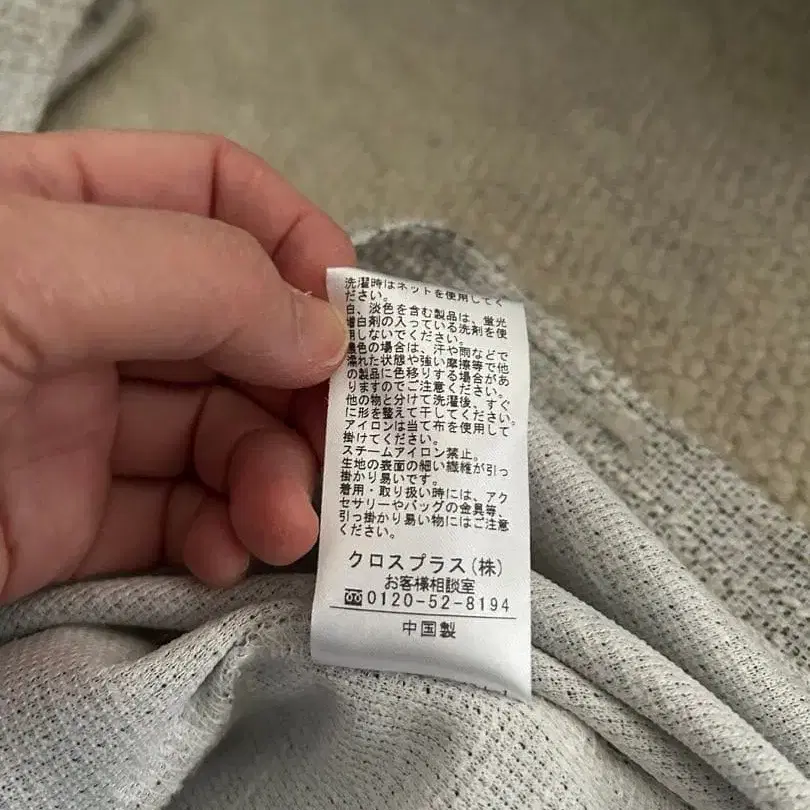 洗濯時はネットを使用してく
ださい。
白、淡色を含む製品は、蛍光
増白剤の入っている洗剤を使
用しないでください。
濃色の場合は、汗や雨などで
濡れた状態や強い摩擦等で他
の製品に色移りする場合があ
りますのでご注意ください。
他の物と分けて洗濯後、すぐ
に形を整えて干してください。
アイロンは当て布を使用して
掛けてください。
スチームアイロン禁止。
生地の表面の細い繊維が引っ
掛かり易いです。
着用・取り扱い時には、アク
セサリーやバッグの金具等、
引っ掛かり易い物にはご注意
ください。
クロスプラス(株)
お客様相談室
0120-52-8194
中国製